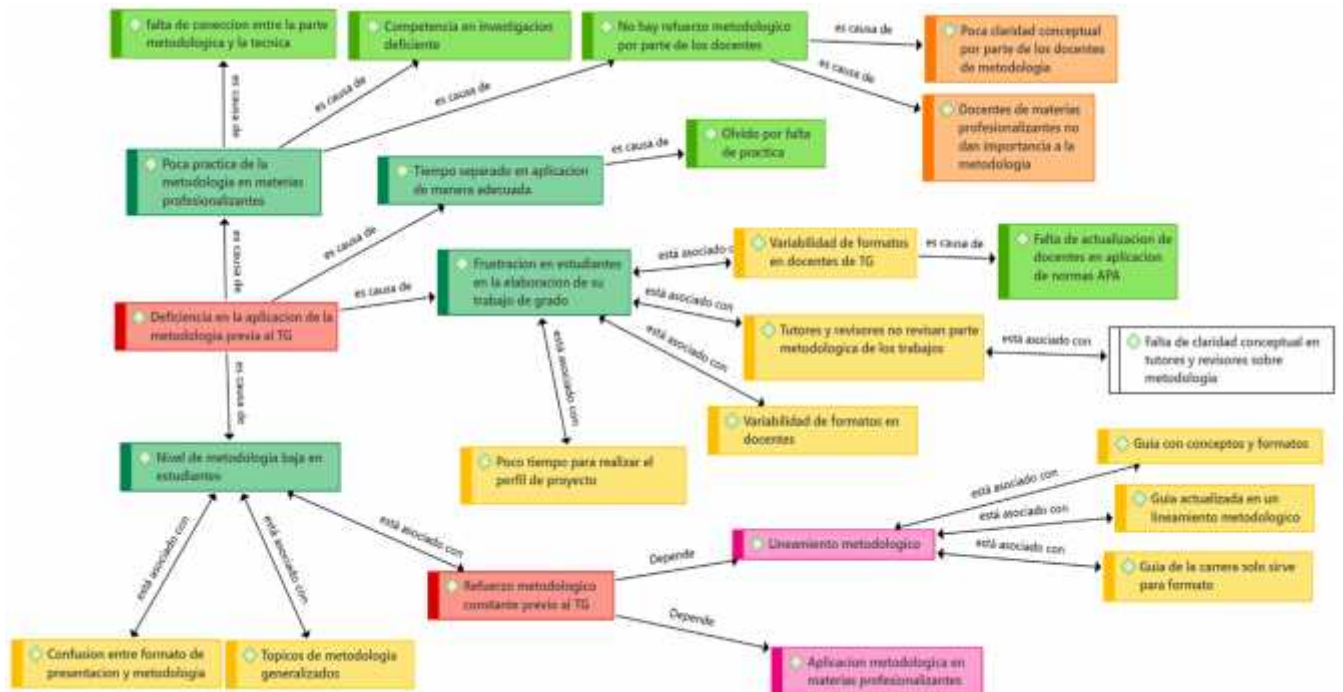 falta de coneccion entre la parte
metodologica y la tecnica
Competencia en investigacion
deficiente
No hay refuerzo metodologico
por parte de los docentes
es causa de
Poca claridad conceptual
por parte de los docentes
de metodologia
es causa de
es causa de
es causa de
es causa de
Docentes de materias
profesionalizantes no
dan importancia a la
metodologia
Poca practica de la
metodologia en materias
profesionalizantes
Tiempo separado en aplicacion
de manera adecuada
es causa de
Olvido por falta
de practica
es causa de
es causa de
Frustracion en estudiantes
en la elaboracion de su
trabajo de grado
está asociado c
Variabilidad de formatos
en docentes de TG
es causa de
Falta de actualizacion de
docentes en aplicacion
de normas APA
es causa de
Deficiencia en la aplicacion de la
metodologia previa al TG
está asociado con
Tutores y revisores no revisan parte
metodologica de los trabajos
está asociado con
Falta de claridad conceptual en
tutores y revisores sobre
metodologia
está asociado con
está asociado con
es causa de
Variabilidad de formatos en
docentes
Nivel de metodologia baja en
estudiantes
Poco tiempo para realizar el
perfil de proyecto
Guia con conceptos y formatos
está asociado con
está asociado con
Guia actualizada en un
lineamiento metodologico
está asociado con
Guia de la carrera solo sirve
para formato
Lineamiento metodologico
Depende
está asociado con
está asociado con
está asociado con
Refuerzo metodologico
constante previo al TG
Depende
Aplicacion metodologica en
materias profesionalizantes
Confusion entre formato de
presentacion y metodologia
Topicos de metodologia
generalizados